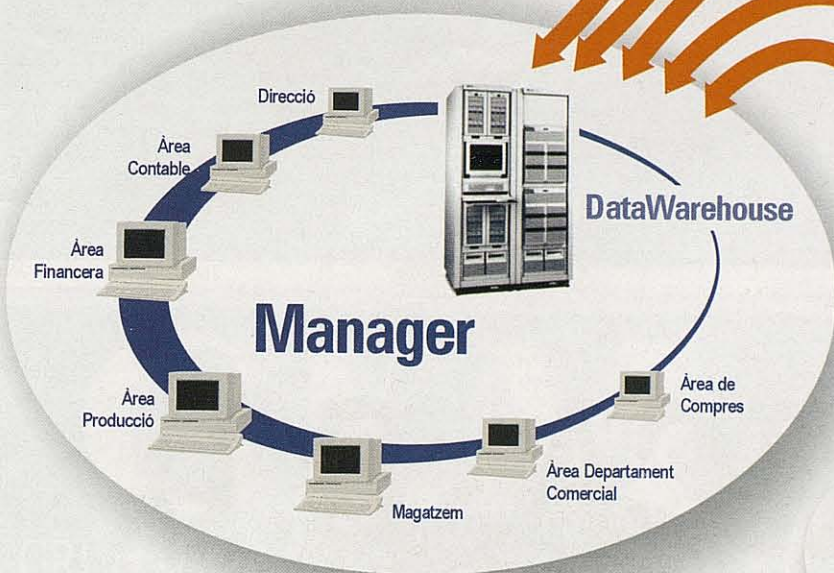 Direcció
Àrea
Contable
Àrea
Financera
Àrea
Producció
Magatzem
Àrea Departament
Comercial
Àrea de
Compres
DataWarehouse
Manager